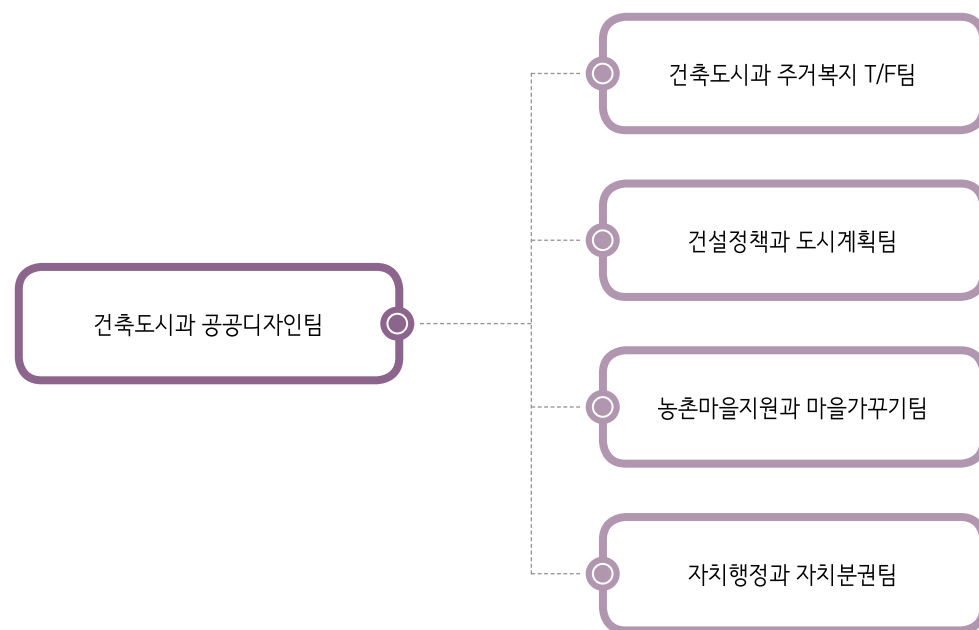 건축도시과 주거복지 T/F팀
건설정책과 도시계획팀
건축도시과 공공디자인팀
농촌마을지원과 마을가꾸기팀
자치행정과 자치분권팀